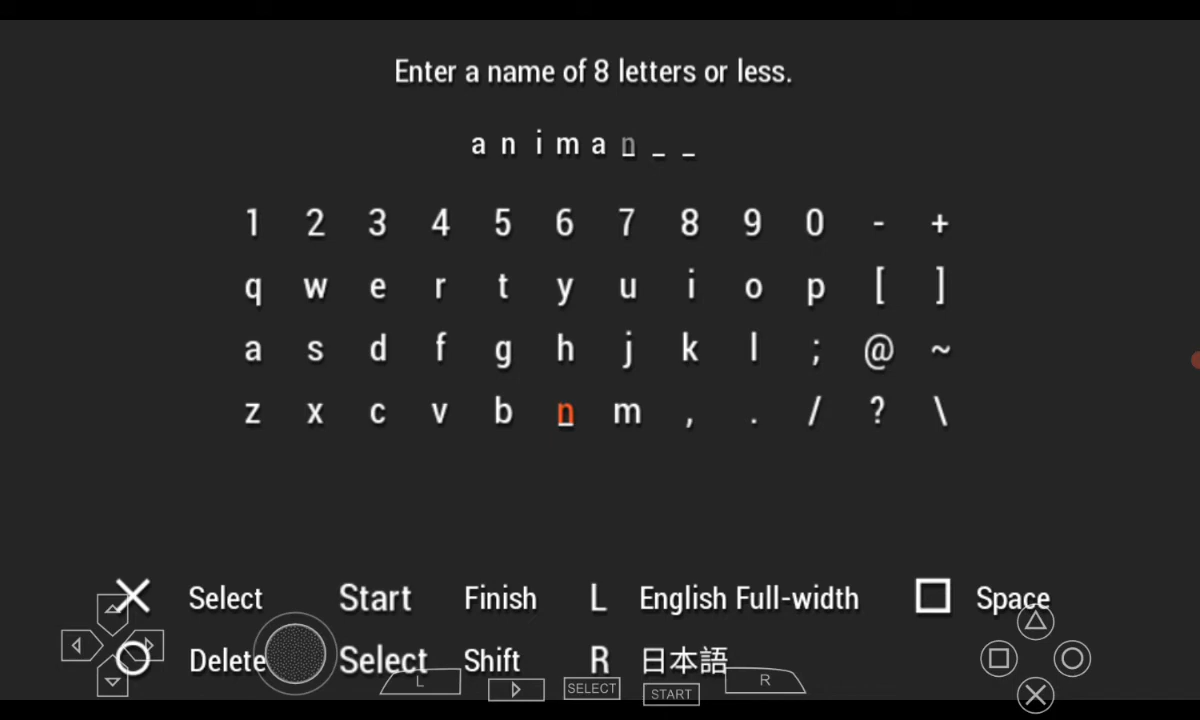 Enter a name of 8 letters or less.
animan__
1 2 3 4 5 6 7 8 9 0 - +
q w e r t y u i o p [ ]
a s d f g h j k l ; @ ~
z x c v b n m , . / ? \
Select Start Finish L English Full-width Space
Delete Select Shift R 日本語
L SELECT START R